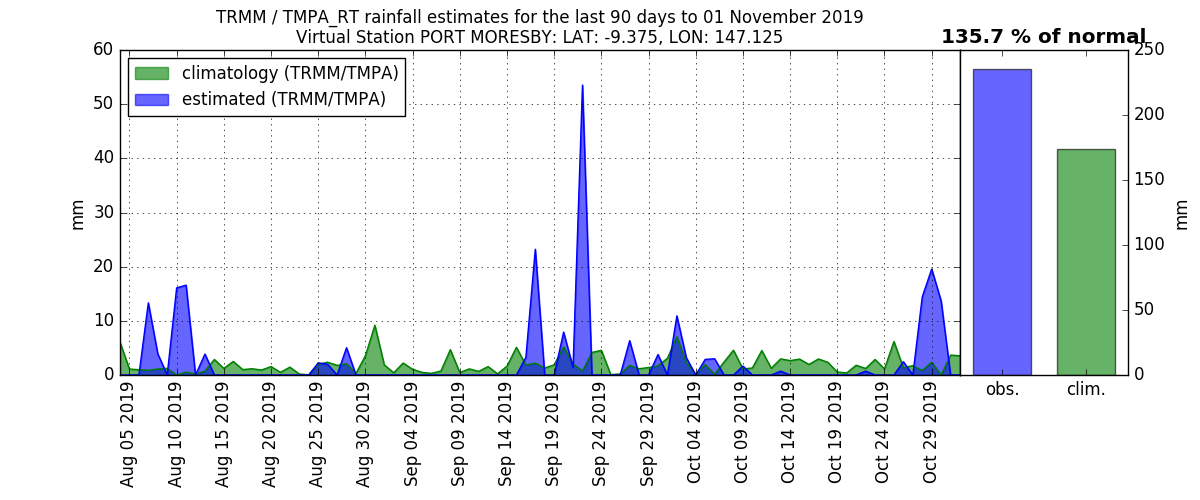 TRMM / TMPA_RT rainfall estimates for the last 90 days to 01 November 2019
Virtual Station PORT MORESBY: LAT: -9.375, LON: 147.125
135.7 % of normal
climatology (TRMM/TMPA)
estimated (TRMM/TMPA)
60
50
40
30
20
10
0
mm
Aug 05 2019
Aug 10 2019
Aug 15 2019
Aug 20 2019
Aug 25 2019
Aug 30 2019
Sep 04 2019
Sep 09 2019
Sep 14 2019
Sep 19 2019
Sep 24 2019
Sep 29 2019
Oct 04 2019
Oct 09 2019
Oct 14 2019
Oct 19 2019
Oct 24 2019
Oct 29 2019
obs.
clim.
250
200
150
100
50
0
mm